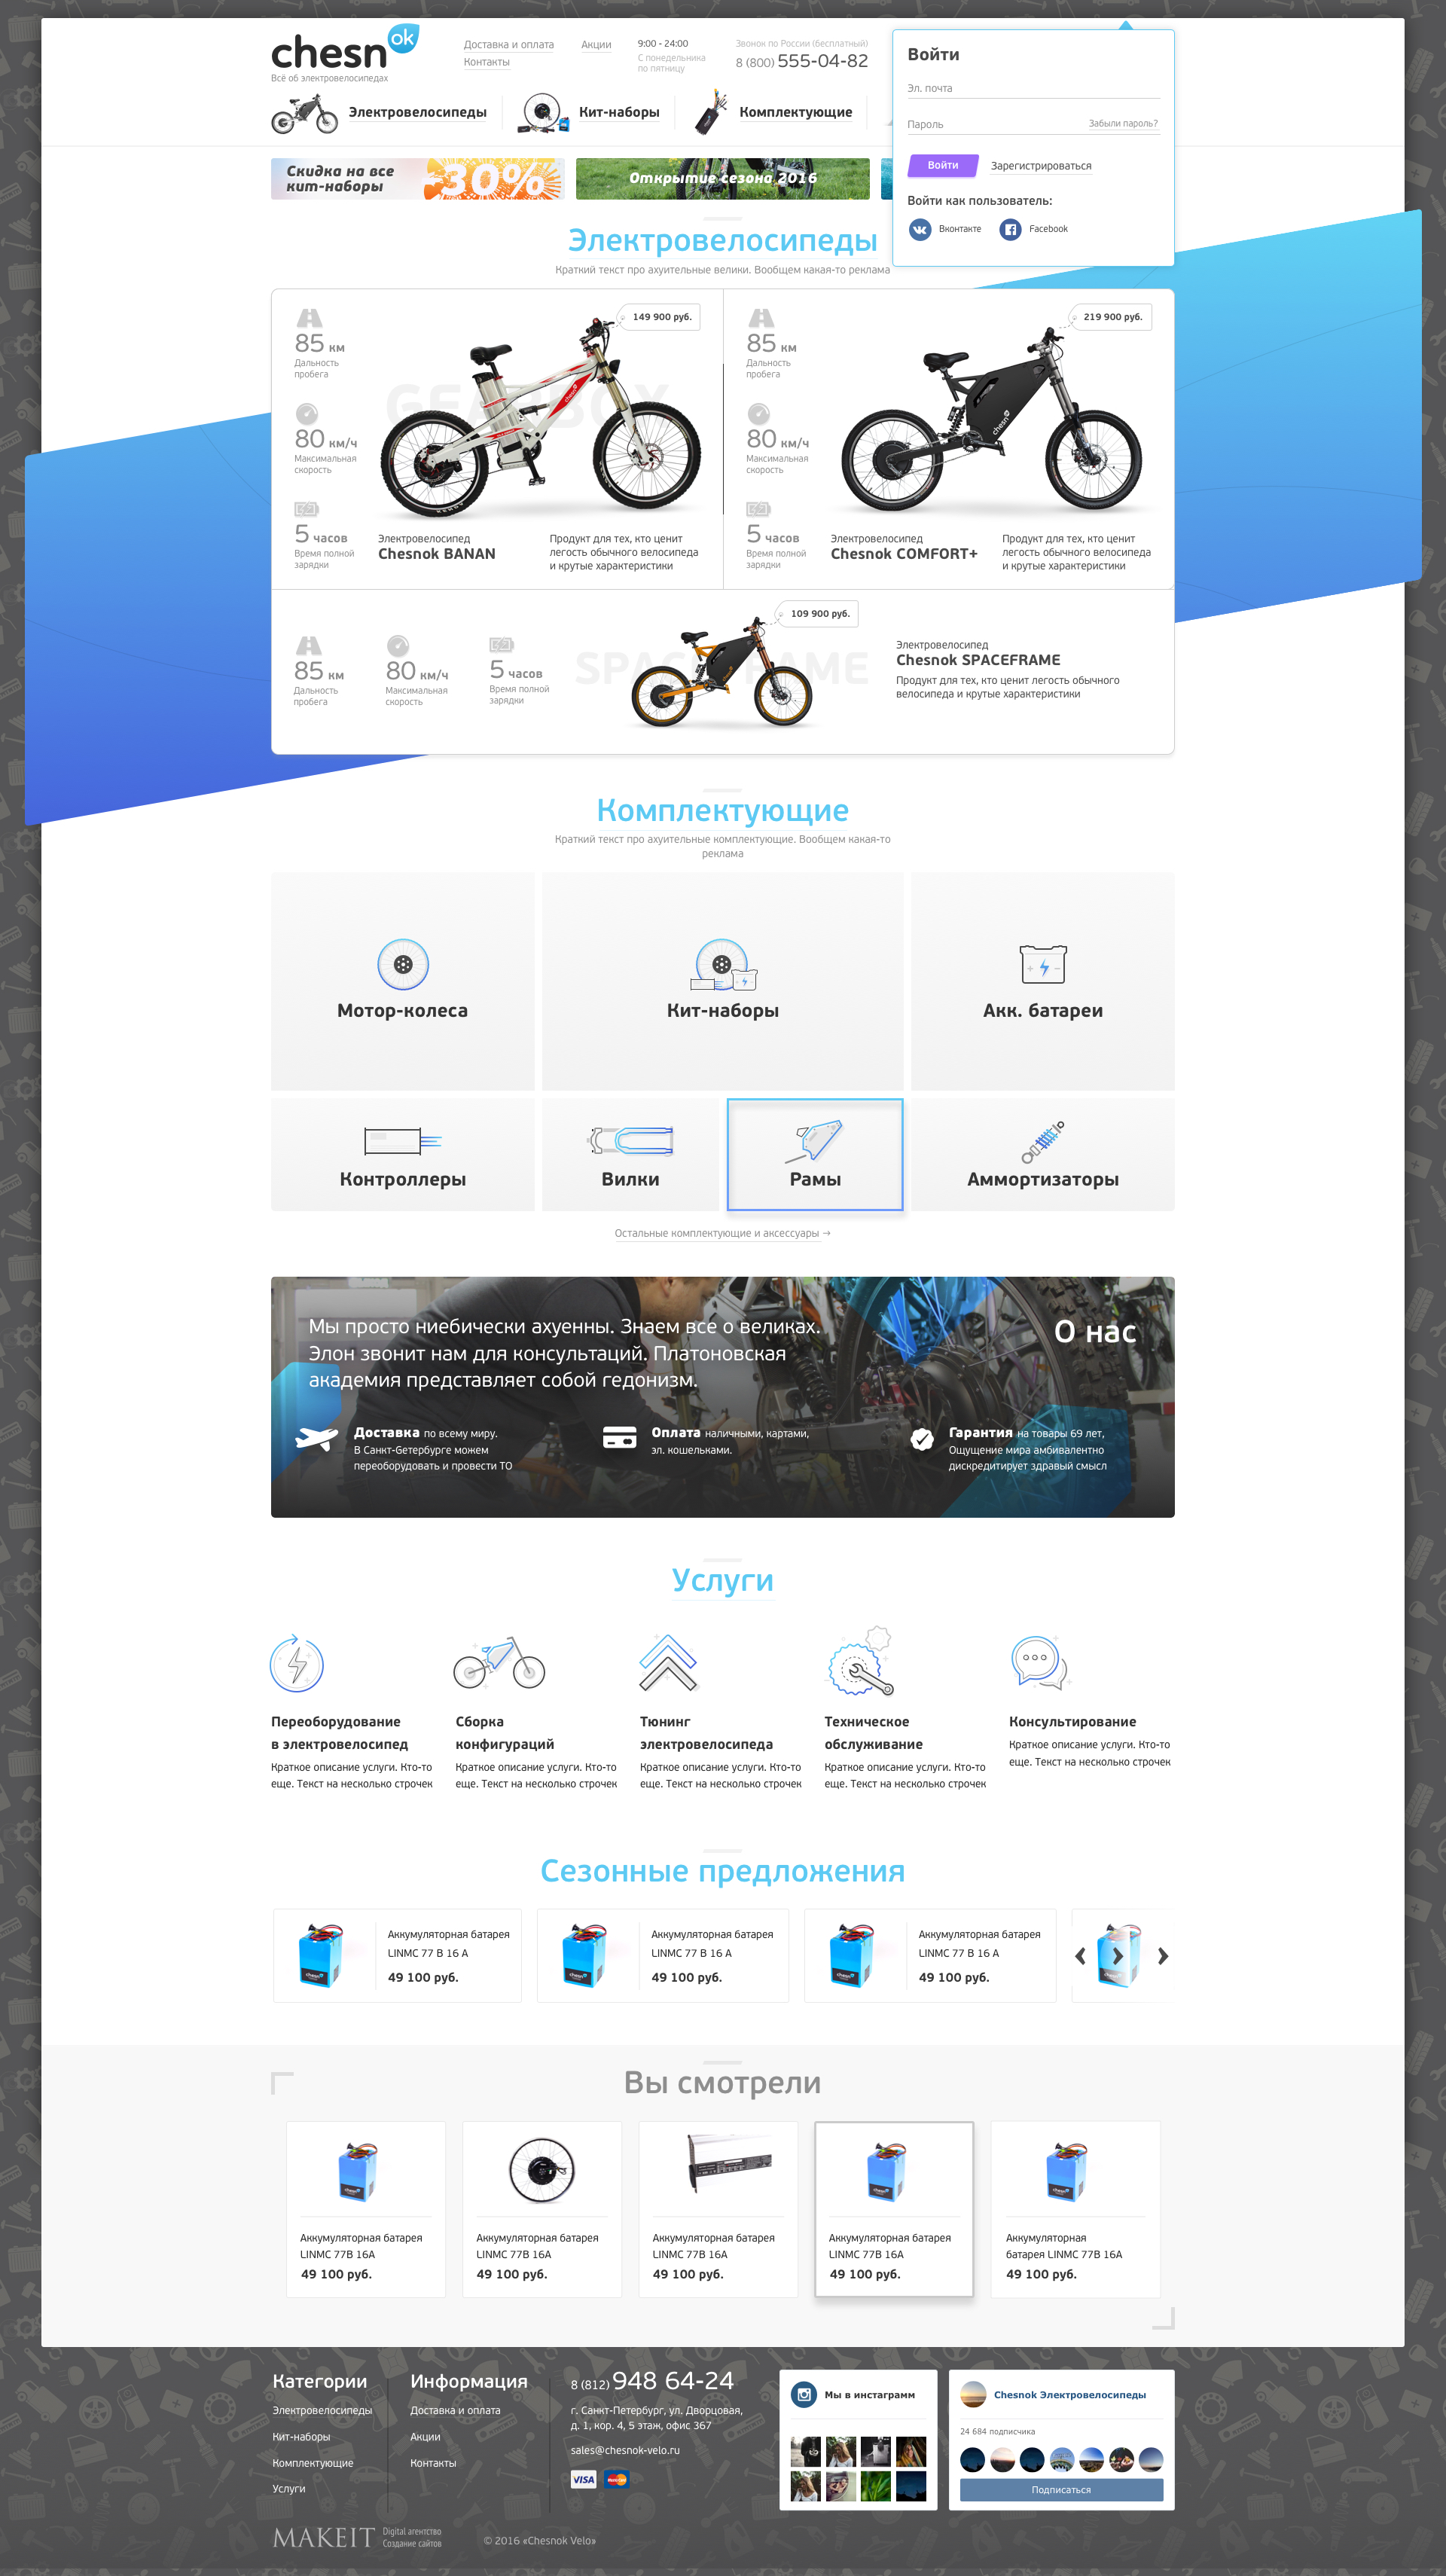 chesnok
Всё об электровелосипедах
Доставка и оплата
Акции
Контакты
9:00 - 24:00
С понедельника
по пятницу
Звонок по России (бесплатный)
8 (800) 555-04-82
Электровелосипеды
Кит-наборы
Комплектующие
Войти
Эл. почта
Пароль
Забыли пароль?
Войти
Зарегистрироваться
Войти как пользователь:
Вконтакте
Facebook
Скидка на все
кит-наборы
-30%
Открытие сезона 2016
Электровелосипеды
Краткий текст про ахуительные велики. Вообщем какая-то реклама
85 км
Дальность
пробега
80 км/ч
Максимальная
скорость
5 часов
Время полной
зарядки
149 900 руб.
GEARBOX
Электровелосипед
Chesnok BANAN
Продукт для тех, кто ценит
легость обычного велосипеда
и крутые характеристики
85 км
Дальность
пробега
80 км/ч
Максимальная
скорость
5 часов
Время полной
зарядки
219 900 руб.
chesnok
Электровелосипед
Chesnok COMFORT+
Продукт для тех, кто ценит
легость обычного велосипеда
и крутые характеристики
85 км
Дальность
пробега
80 км/ч
Максимальная
скорость
5 часов
Время полной
зарядки
109 900 руб.
Электровелосипед
Chesnok SPACEFRAME
Продукт для тех, кто ценит легость обычного
велосипеда и крутые характеристики
Комплектующие
Краткий текст про ахуительные комплектующие. Вообщем какая-то
реклама
Мотор-колеса
Кит-наборы
Акк. батареи
Контроллеры
Вилки
Рамы
Аммортизаторы
Остальные комплектующие и аксессуары →
Мы просто ниебически ахуенны. Знаем все о великах.
Элон звонит нам для консультаций. Платоновская
академия представляет собой гедонизм.
О нас
Доставка по всему миру.
В Санкт-Gетербурге можем
переоборудовать и провести ТО
Оплата наличными, картами,
эл. кошельками.
Гарантия на товары 69 лет,
Ощущение мира амбивалентно
дискредитирует здравый смысл
Услуги
Переоборудование
в электровелосипед
Краткое описание услуги. Кто-то
еще. Текст на несколько строчек
Сборка
конфигураций
Краткое описание услуги. Кто-то
еще. Текст на несколько строчек
Тюнинг
электровелосипеда
Краткое описание услуги. Кто-то
еще. Текст на несколько строчек
Техническое
обслуживание
Краткое описание услуги. Кто-то
еще. Текст на несколько строчек
Консультирование
Краткое описание услуги. Кто-то
еще. Текст на несколько строчек
Сезонные предложения
Аккумуляторная батарея
LINMC 77 В 16 А
49 100 руб.
Аккумуляторная батарея
LINMC 77 В 16 А
49 100 руб.
Аккумуляторная батарея
LINMC 77 В 16 А
49 100 руб.
Вы смотрели
Аккумуляторная батарея
LINMC 77В 16А
49 100 руб.
Аккумуляторная батарея
LINMC 77В 16А
49 100 руб.
Аккумуляторная батарея
LINMC 77В 16А
49 100 руб.
Аккумуляторная батарея
LINMC 77В 16А
49 100 руб.
Аккумуляторная
батарея LINMC 77В 16А
49 100 руб.
Категории
Электровелосипеды
Кит-наборы
Комплектующие
Услуги
Информация
Доставка и оплата
Акции
Контакты
8 (812) 948 64-24
г. Санкт-Петербург, ул. Дворцовая,
д. 1, кор. 4, 5 этаж, офис 367
sales@chesnok-velo.ru
VISA
MasterCard
Мы в инстаграмм
Chesnok Электровелосипеды
24 684 подписчика
Подписаться
MAKEIT
Digital агентство
Создание сайтов
© 2016 «Chesnok Velo»